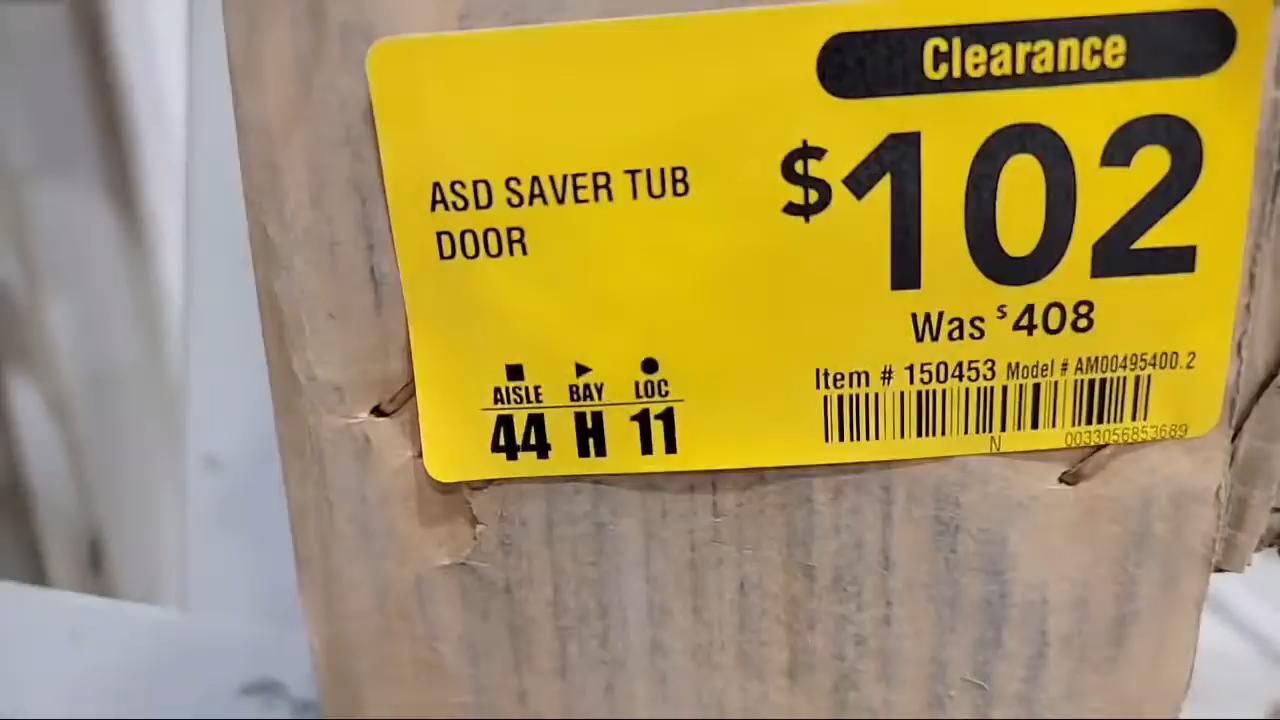 Clearance
ASD SAVER TUB
DOOR
$102
Was $408
Item # 150453 Model # AM00495400.2
N 0033056853689
AISLE BAY LOC
44 H 11